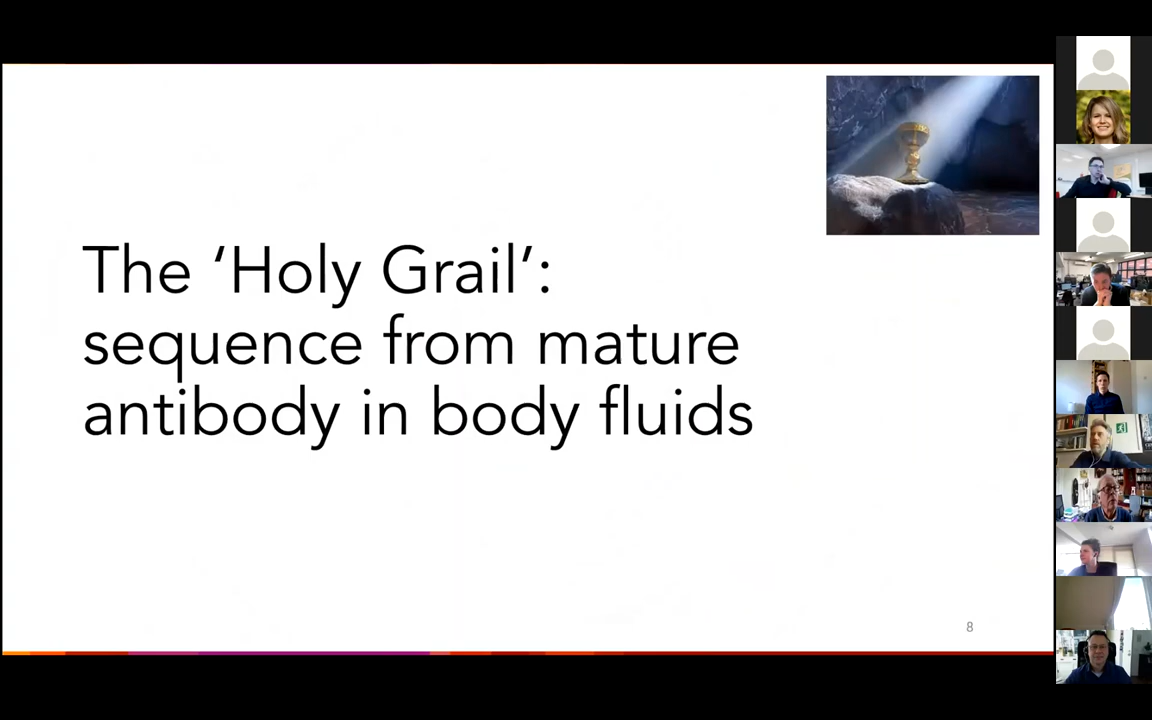 The ‘Holy Grail’:
sequence from mature
antibody in body fluids
8